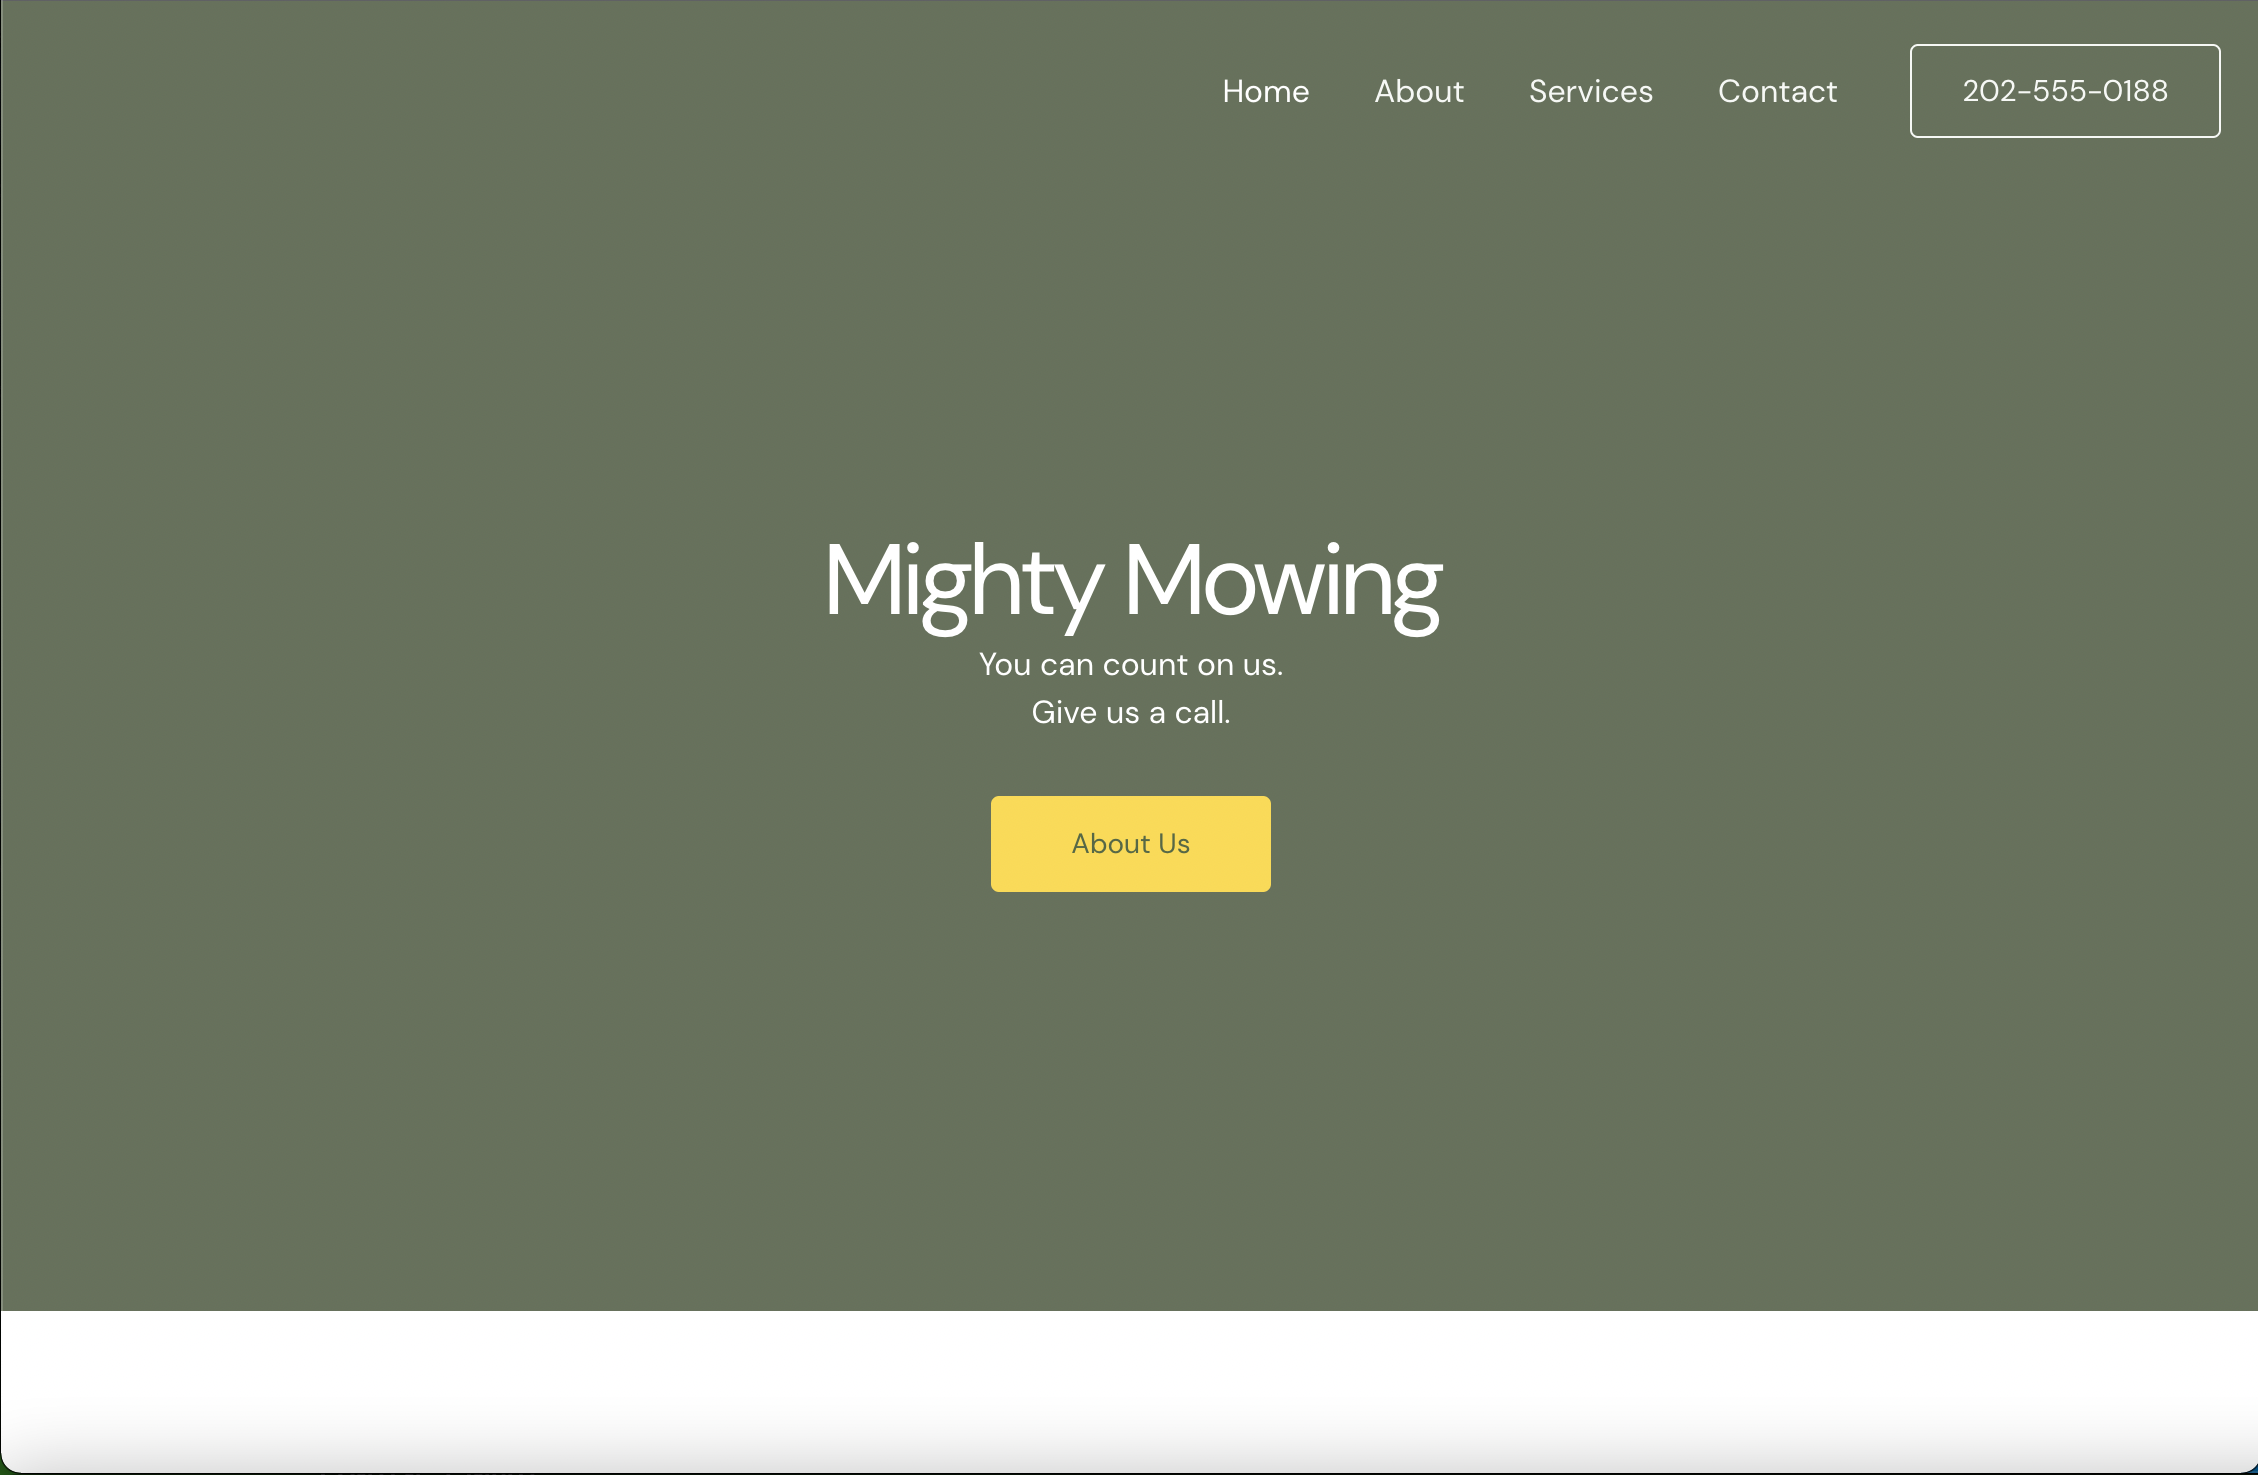 Home About Services Contact 202-555-0188
Mighty Mowing
You can count on us.
Give us a call.
About Us